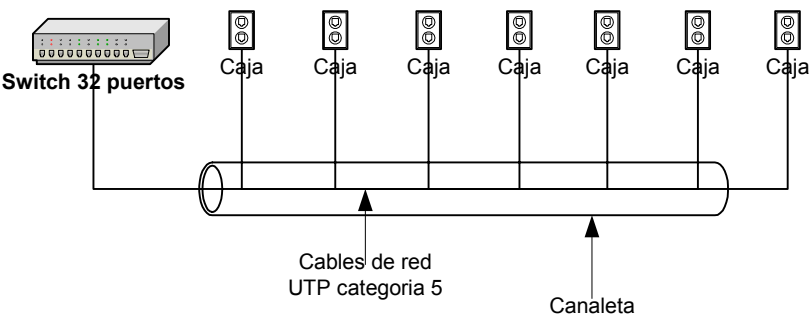 Switch 32 puertos
Caja
Caja
Caja
Caja
Caja
Caja
Caja
Cables de red
UTP categoria 5
Canaleta